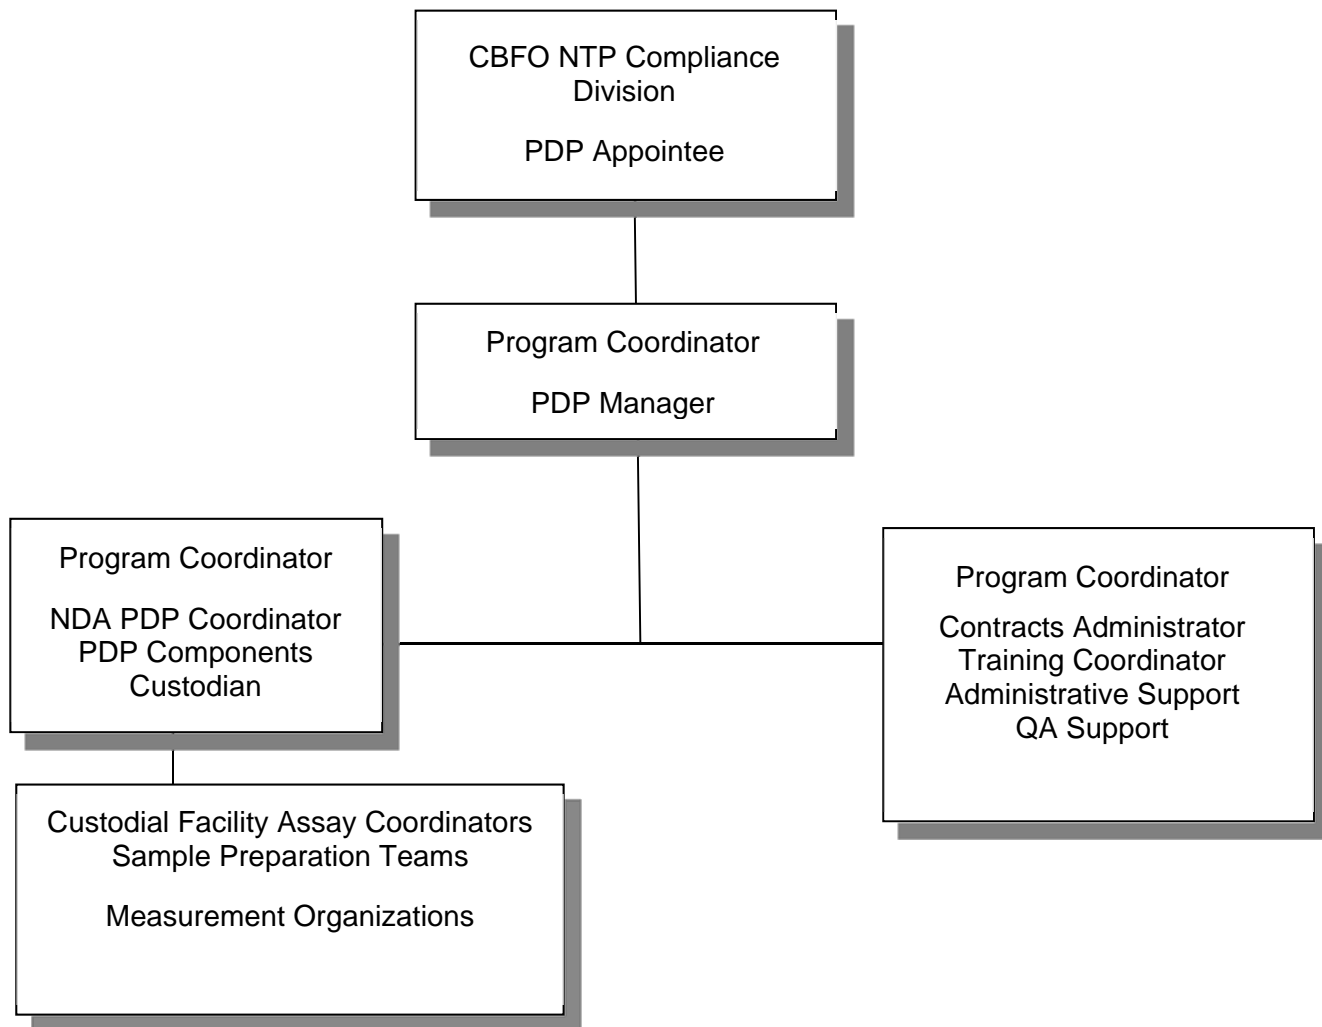 CBFO NTP Compliance
Division
PDP Appointee
Program Coordinator
PDP Manager
Program Coordinator
NDA PDP Coordinator
PDP Components
Custodian
Program Coordinator
Contracts Administrator
Training Coordinator
Administrative Support
QA Support
Custodial Facility Assay Coordinators
Sample Preparation Teams
Measurement Organizations